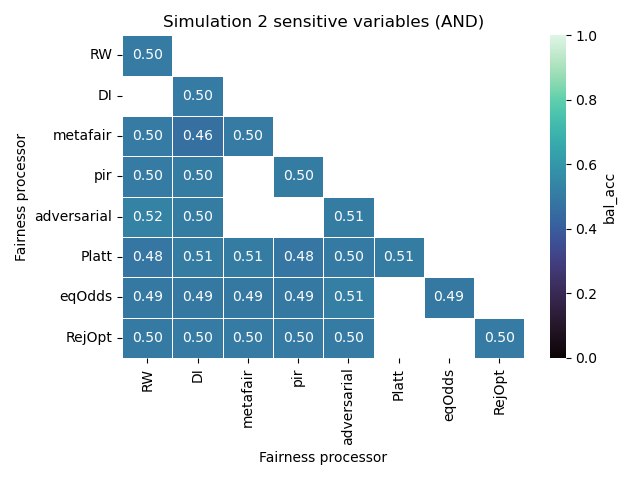 Simulation 2 sensitive variables (AND)
RW 0.50
DI 0.50
metafair 0.50 0.46 0.50
pir 0.50 0.50 0.50
adversarial 0.52 0.50 0.51
Platt 0.48 0.51 0.51 0.48 0.50 0.51
eqOdds 0.49 0.49 0.49 0.49 0.51 0.49
RejOpt 0.50 0.50 0.50 0.50 0.50 0.50
RW DI metafair pir adversarial Platt eqOdds RejOpt
Fairness processor
Fairness processor
1.0
0.8
0.6
0.4
0.2
0.0
bal_acc